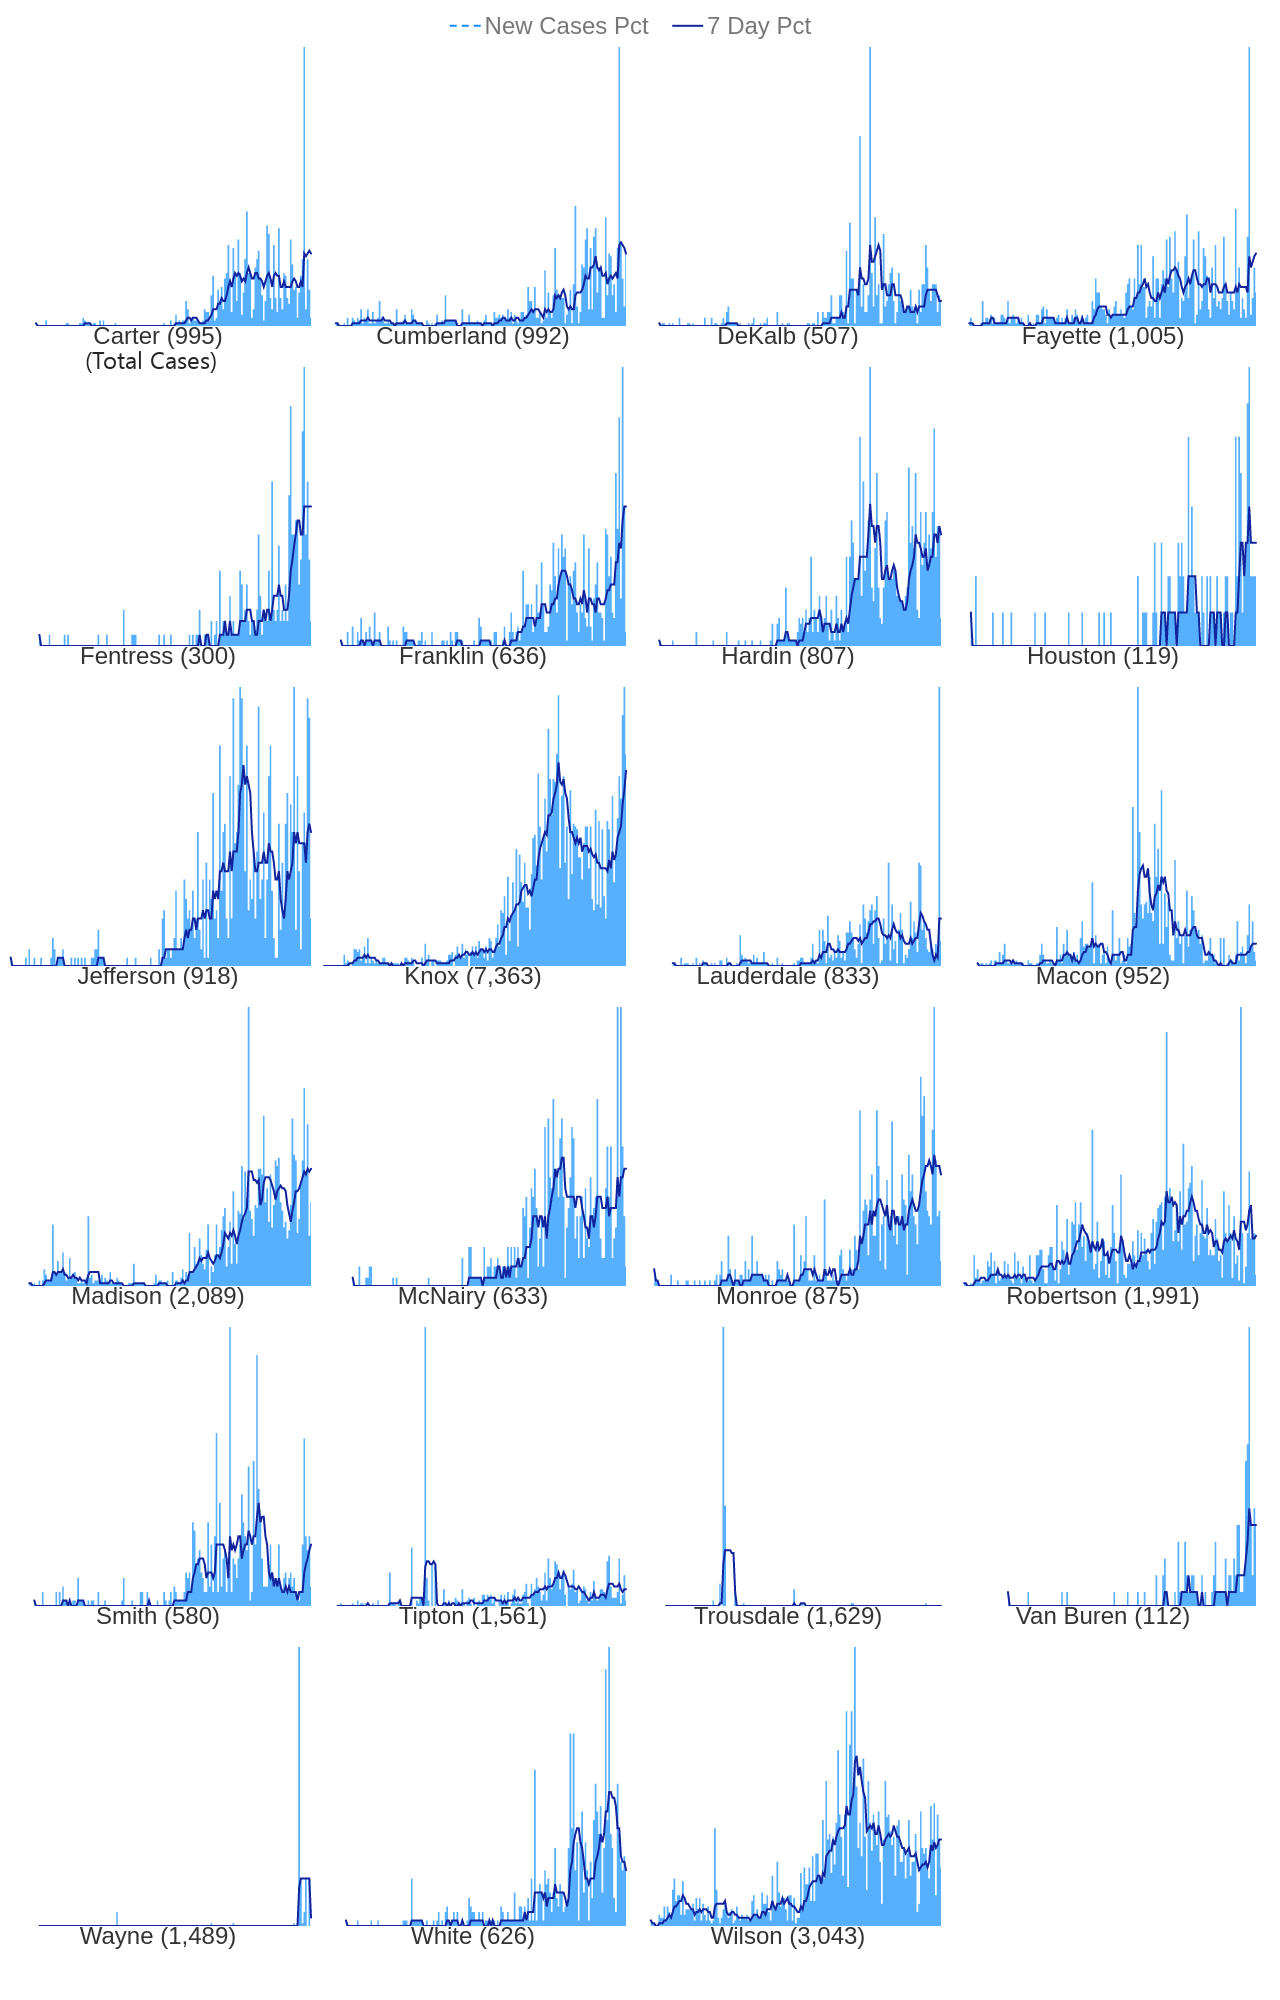 New Cases Pct 7 Day Pct
Carter (995) Cumberland (992) DeKalb (507) Fayette (1,005)
(Total Cases)
Fentress (300) Franklin (636) Hardin (807) Houston (119)
Jefferson (918) Knox (7,363) Lauderdale (833) Macon (952)
Madison (2,089) McNairy (633) Monroe (875) Robertson (1,991)
Smith (580) Tipton (1,561) Trousdale (1,629) Van Buren (112)
Wayne (1,489) White (626) Wilson (3,043)